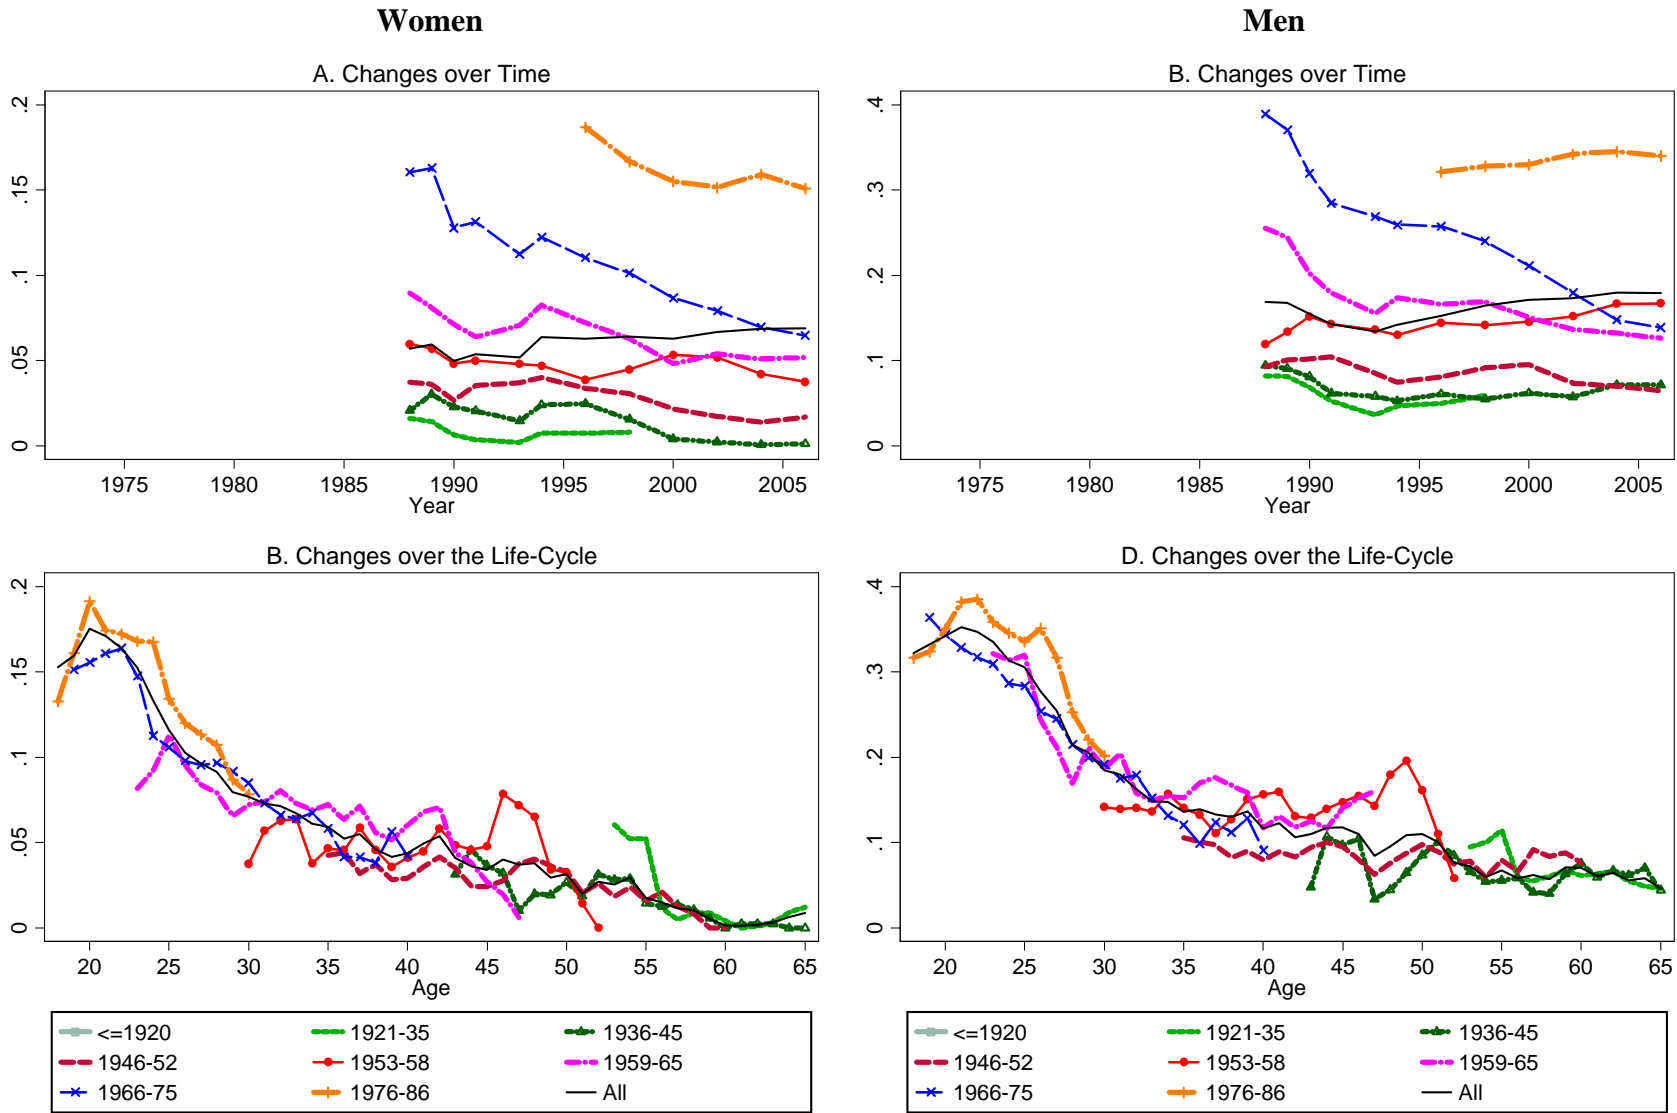 Women
Men
A. Changes over Time
B. Changes over Time
0
.05
.1
.15
.2
1975 1980 1985 1990 1995 2000 2005
Year
0
.1
.2
.3
.4
1975 1980 1985 1990 1995 2000 2005
Year
B. Changes over the Life-Cycle
D. Changes over the Life-Cycle
0
.05
.1
.15
.2
20 25 30 35 40 45 50 55 60 65
Age
0
.1
.2
.3
.4
20 25 30 35 40 45 50 55 60 65
Age
<=1920 1921-35 1936-45
1946-52 1953-58 1959-65
1966-75 1976-86 All
<=1920 1921-35 1936-45
1946-52 1953-58 1959-65
1966-75 1976-86 All